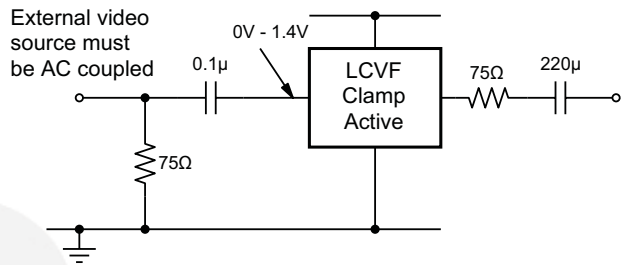 External video
source must
be AC coupled
0V - 1.4V
0.1µ
LCVF
Clamp
Active
75Ω
220µ
75Ω